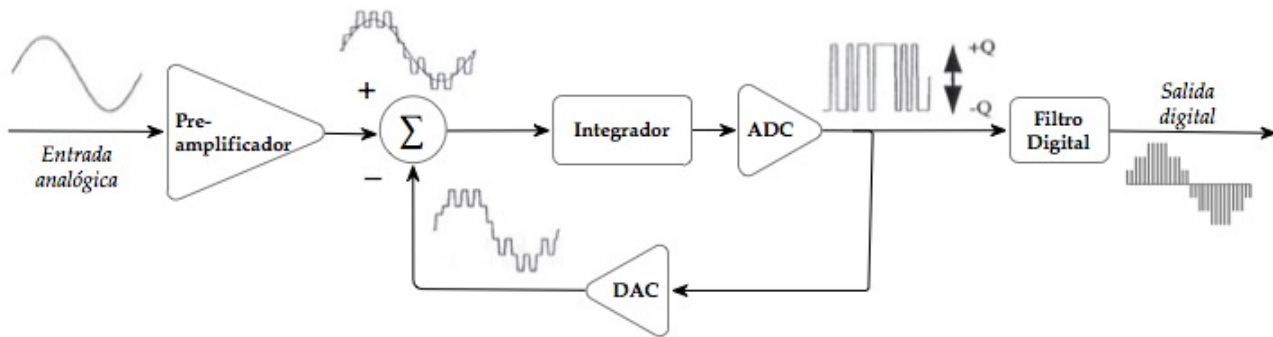 Entrada
analógica
Pre-
amplificador
+
−
Σ
Integrador
ADC
+Q
-Q
Filtro
Digital
Salida
digital
DAC